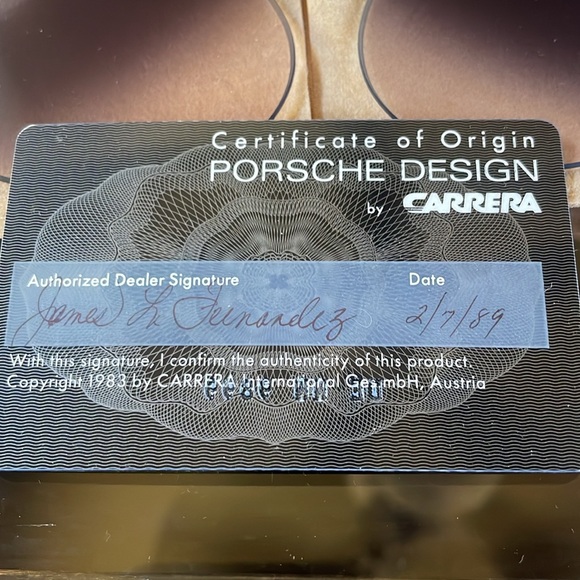 Certificate of Origin
PORSCHE DESIGN
by CARRERA
Authorized Dealer Signature Date
James L. Fernandez 2/7/89
With this signature, I confirm the authenticity of this product.
Copyright 1983 by CARRERA International Ges.mbH, Austria